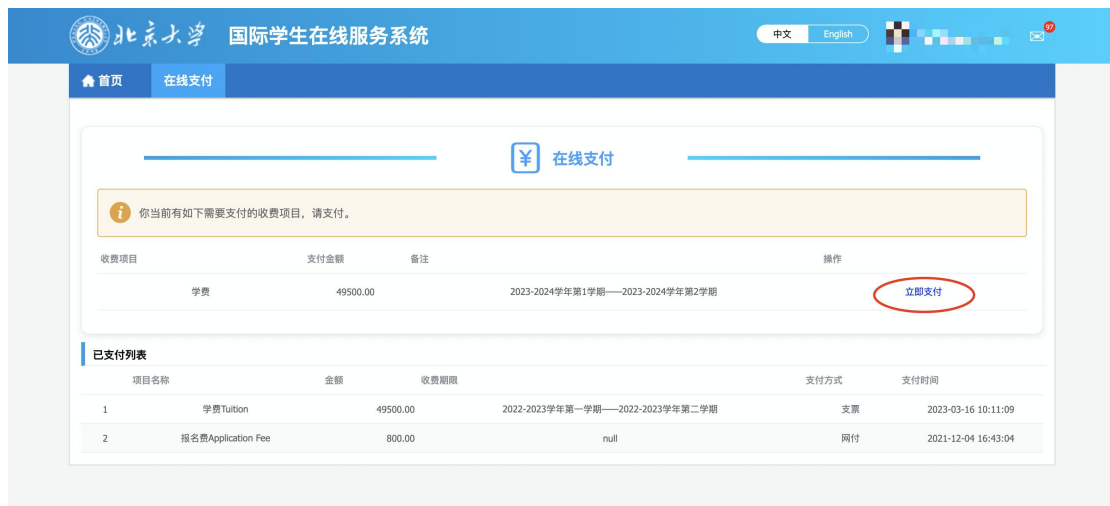 北京大学 国际学生在线服务系统 中文 English 97
首页 在线支付
¥ 在线支付
i 你当前有如下需要支付的收费项目，请支付。
收费项目 支付金额 备注 操作
学费 49500.00 2023-2024学年第1学期——2023-2024学年第2学期 立即支付
已支付列表
项目名称 金额 收费期限 支付方式 支付时间
1 学费Tuition 49500.00 2022-2023学年第一学期——2022-2023学年第二学期 支票 2023-03-16 10:11:09
2 报名费Application Fee 800.00 null 网付 2021-12-04 16:43:04